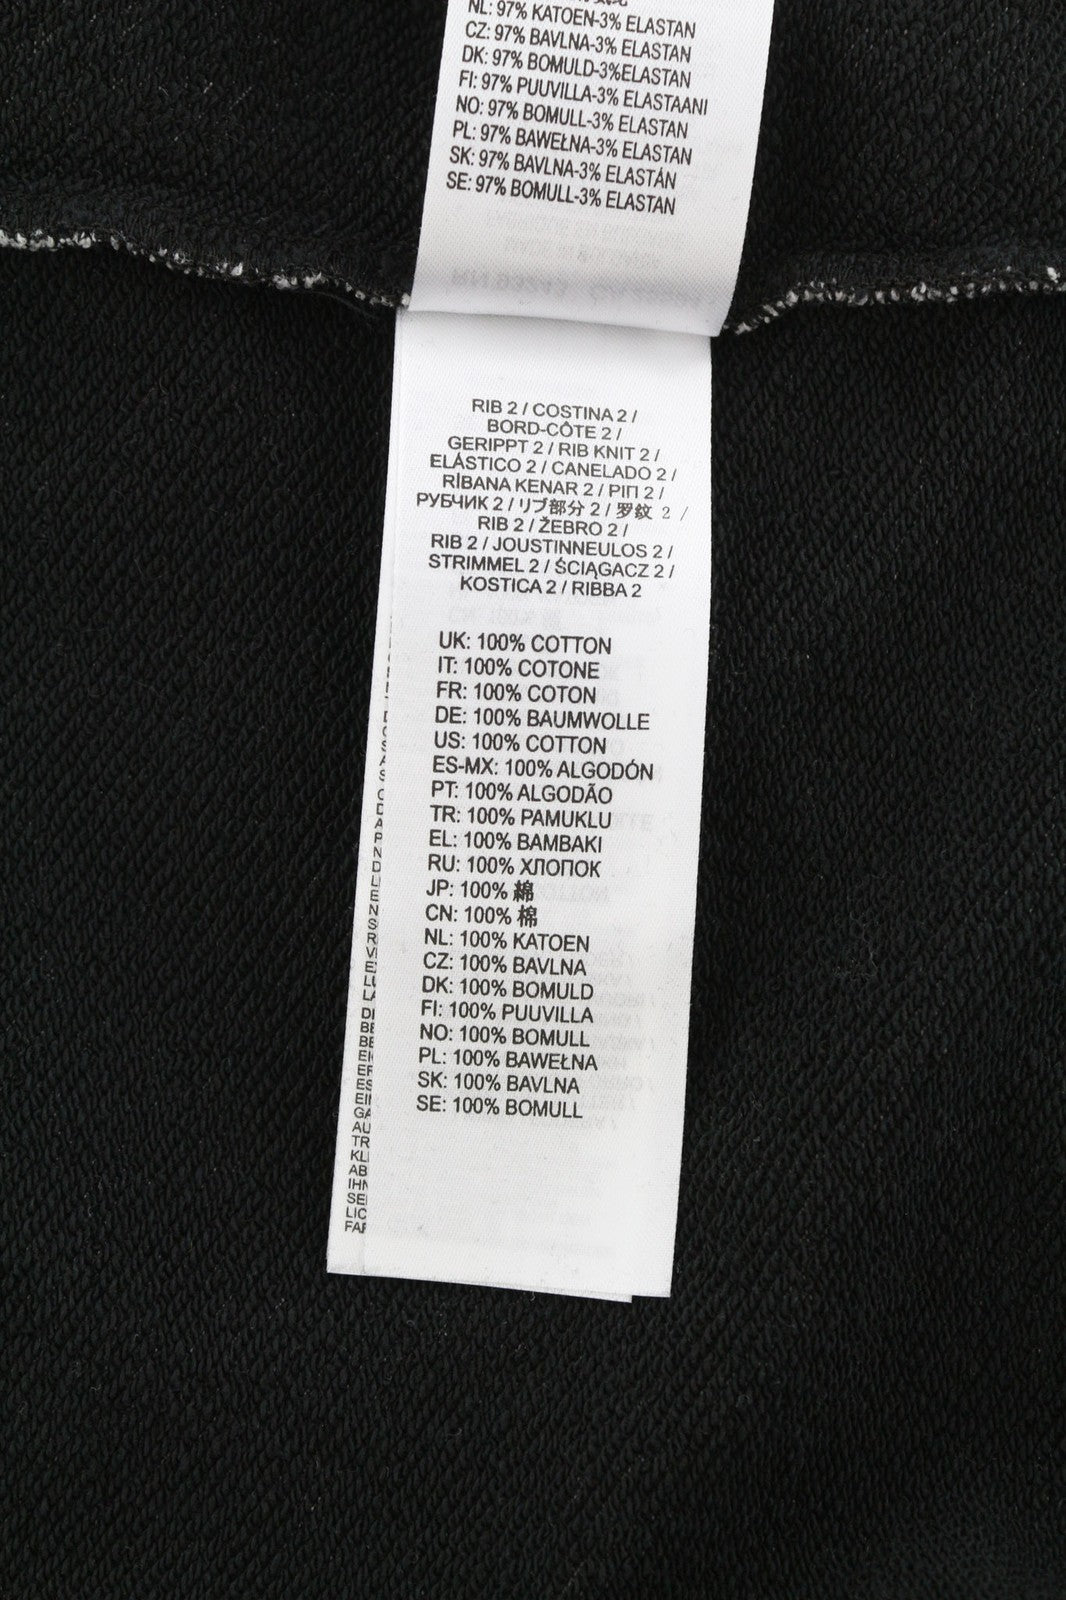 NL: 97% KATOEN-3% ELASTAN
CZ: 97% BAVLNA-3% ELASTAN
DK: 97% BOMULD-3%ELASTAN
FI: 97% PUUVILLA-3% ELASTAANI
NO: 97% BOMULL-3% ELASTAN
PL: 97% BAWEŁNA-3% ELASTAN
SK: 97% BAVLNA-3% ELASTÁN
SE: 97% BOMULL-3% ELASTAN
RIB 2 / COSTINA 2 /
BORD-CÔTE 2 /
GERIPPT 2 / RIB KNIT 2 /
ELÁSTICO 2 / CANELADO 2 /
RİBANA KENAR 2 / ΡΙΠ 2 /
РУБЧИК 2 / リブ部分 2 / 罗纹 2 /
RIB 2 / ŽEBRO 2 /
RIB 2 / JOUSTINNEULOS 2 /
STRIMMEL 2 / ŚCIĄGACZ 2 /
KOSTICA 2 / RIBBA 2
UK: 100% COTTON
IT: 100% COTONE
FR: 100% COTON
DE: 100% BAUMWOLLE
US: 100% COTTON
ES-MX: 100% ALGODÓN
PT: 100% ALGODÃO
TR: 100% PAMUKLU
EL: 100% ΒΑΜΒΑΚΙ
RU: 100% ХЛОПОК
JP: 100% 綿
CN: 100% 棉
NL: 100% KATOEN
CZ: 100% BAVLNA
DK: 100% BOMULD
FI: 100% PUUVILLA
NO: 100% BOMULL
PL: 100% BAWEŁNA
SK: 100% BAVLNA
SE: 100% BOMULL